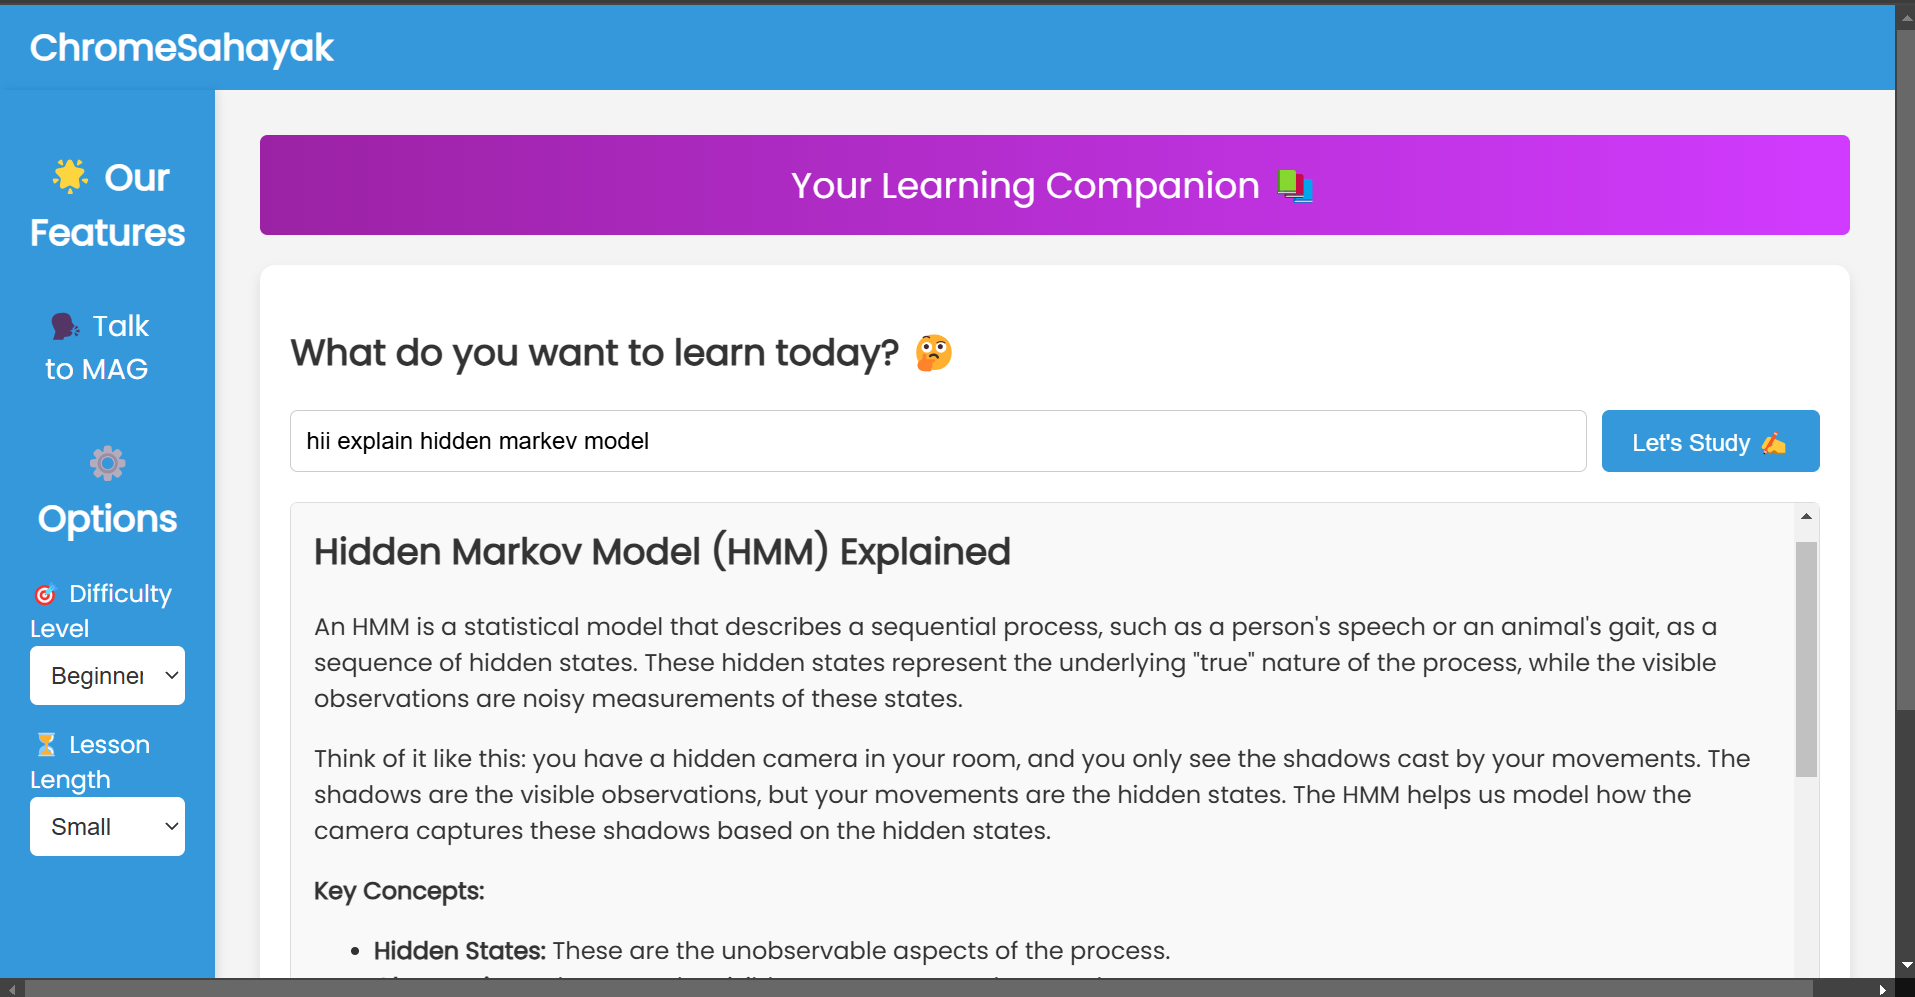 ChromeSahayak
🌟 Our
Features
🗣️ Talk
to MAG
⚙️
Options
🎯 Difficulty
Level
Beginner
⏳ Lesson
Length
Small
Your Learning Companion 📚
What do you want to learn today? 🤔
hii explain hidden markev model
Let's Study ✍️
Hidden Markov Model (HMM) Explained
An HMM is a statistical model that describes a sequential process, such as a person's speech or an animal's gait, as a
sequence of hidden states. These hidden states represent the underlying "true" nature of the process, while the visible
observations are noisy measurements of these states.
Think of it like this: you have a hidden camera in your room, and you only see the shadows cast by your movements. The
shadows are the visible observations, but your movements are the hidden states. The HMM helps us model how the
camera captures these shadows based on the hidden states.
Key Concepts:
• Hidden States: These are the unobservable aspects of the process.